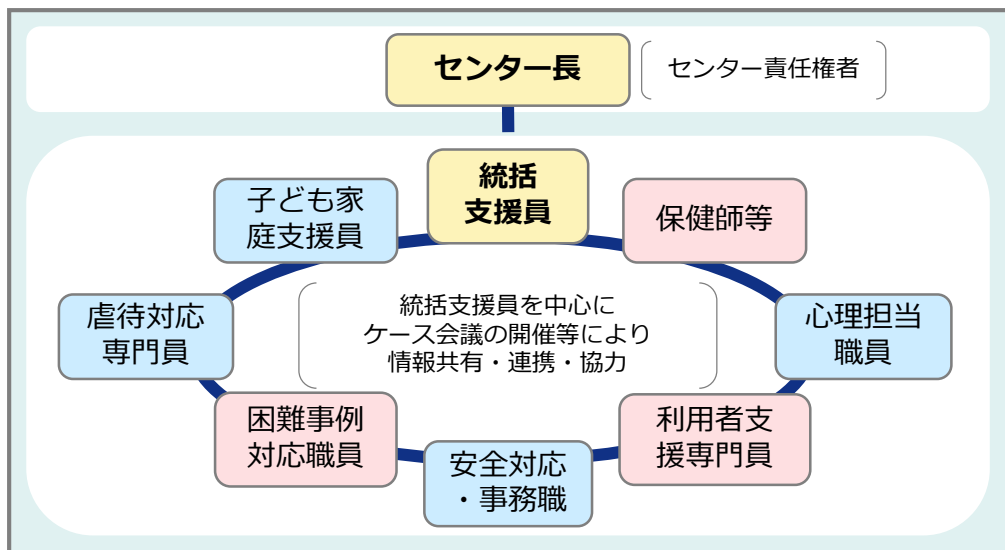 センター長
センター責任権者
統括
支援員
子ども家
庭支援員
保健師等
虐待対応
専門員
統括支援員を中心に
ケース会議の開催等により
情報共有・連携・協力
心理担当
職員
困難事例
対応職員
利用者支
援専門員
安全対応
・事務職